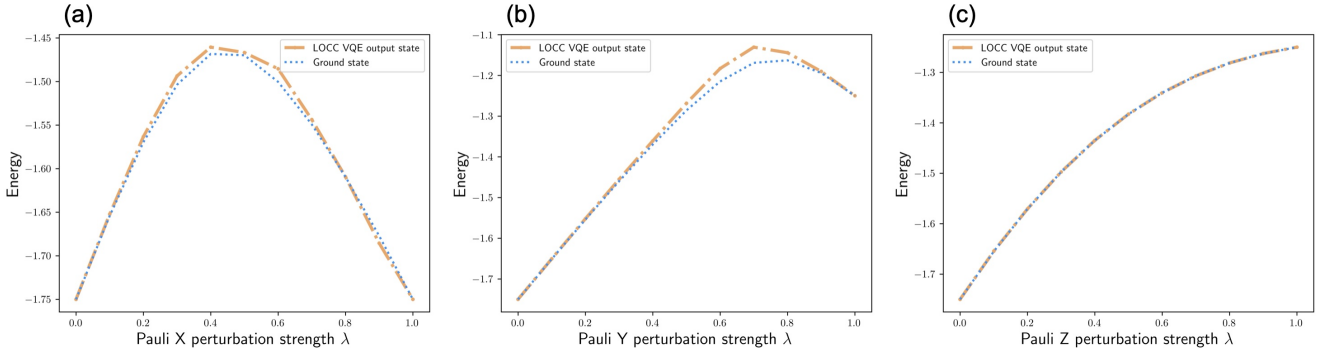 (a)
−1.45
−1.50
−1.55
−1.60
−1.65
−1.70
−1.75
Energy
LOCC VQE output state
Ground state
0.0 0.2 0.4 0.6 0.8 1.0
Pauli X perturbation strength λ
(b)
−1.1
−1.2
−1.3
−1.4
−1.5
−1.6
−1.7
Energy
LOCC VQE output state
Ground state
0.0 0.2 0.4 0.6 0.8 1.0
Pauli Y perturbation strength λ
(c)
−1.3
−1.4
−1.5
−1.6
−1.7
Energy
LOCC VQE output state
Ground state
0.0 0.2 0.4 0.6 0.8 1.0
Pauli Z perturbation strength λ